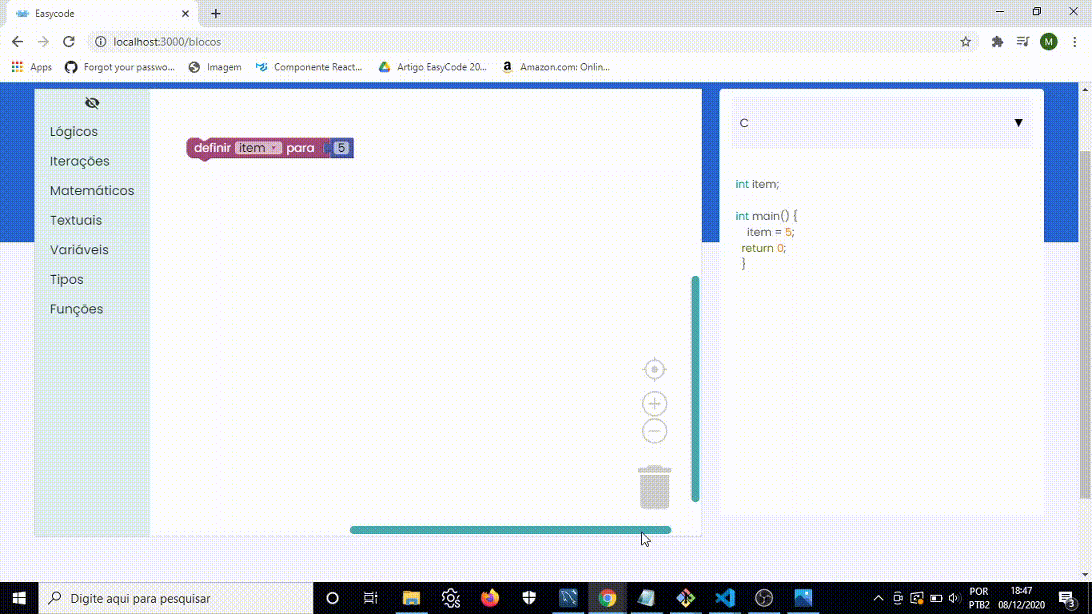 Easycode
localhost:3000/blocos
M
Apps
Forgot your passwo...
Imagem
Componente React...
Artigo EasyCode 20...
Amazon.com: Onlin...
Lógicos
Iterações
Matemáticos
Textuais
Variáveis
Tipos
Funções
definir item para 5
C
int item;
int main() {
item = 5;
return 0;
}
Digite aqui para pesquisar
POR
PTB2
18:47
08/12/2020
3